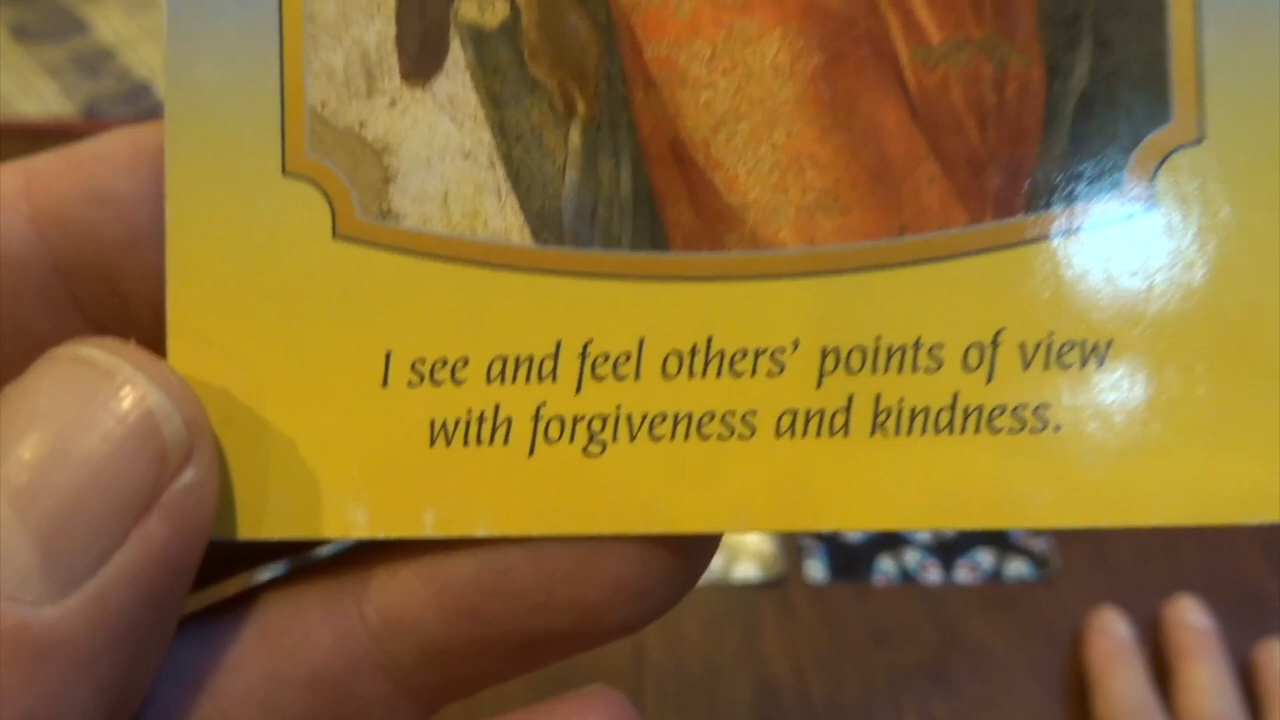 I see and feel others’ points of view
with forgiveness and kindness.